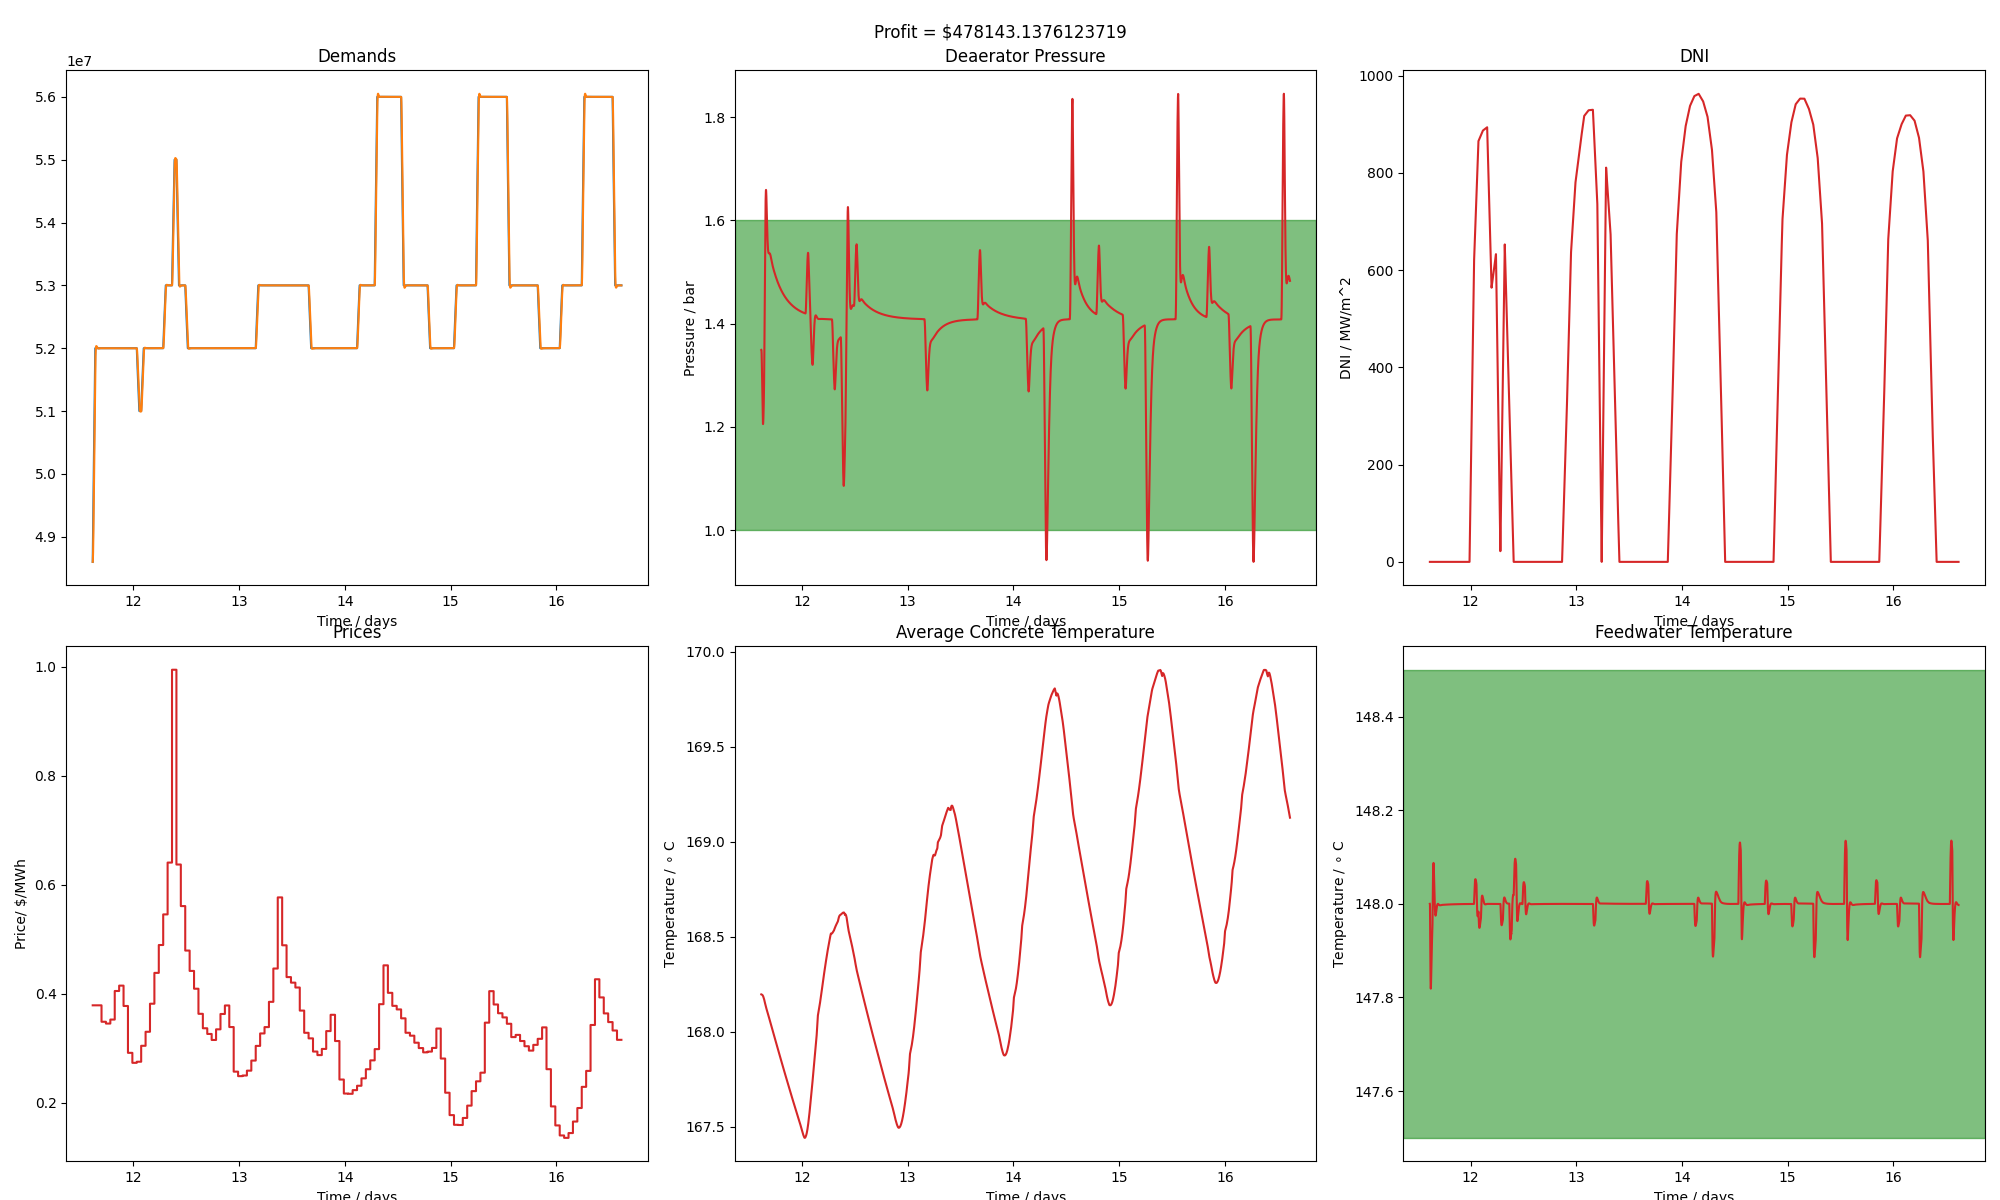 Profit = $478143.1376123719
Demands
1e7
5.6
5.5
5.4
5.3
5.2
5.1
5.0
4.9
12 13 14 15 16
Time / days
Deaerator Pressure
Pressure / bar
1.8
1.6
1.4
1.2
1.0
12 13 14 15 16
Time / days
DNI
DNI / MW/m^2
1000
800
600
400
200
0
12 13 14 15 16
Time / days
Prices
Price/ $/MWh
1.0
0.8
0.6
0.4
0.2
12 13 14 15 16
Time / days
Average Concrete Temperature
Temperature / ∘ C
170.0
169.5
169.0
168.5
168.0
167.5
12 13 14 15 16
Time / days
Feedwater Temperature
Temperature / ∘ C
148.4
148.2
148.0
147.8
147.6
12 13 14 15 16
Time / days